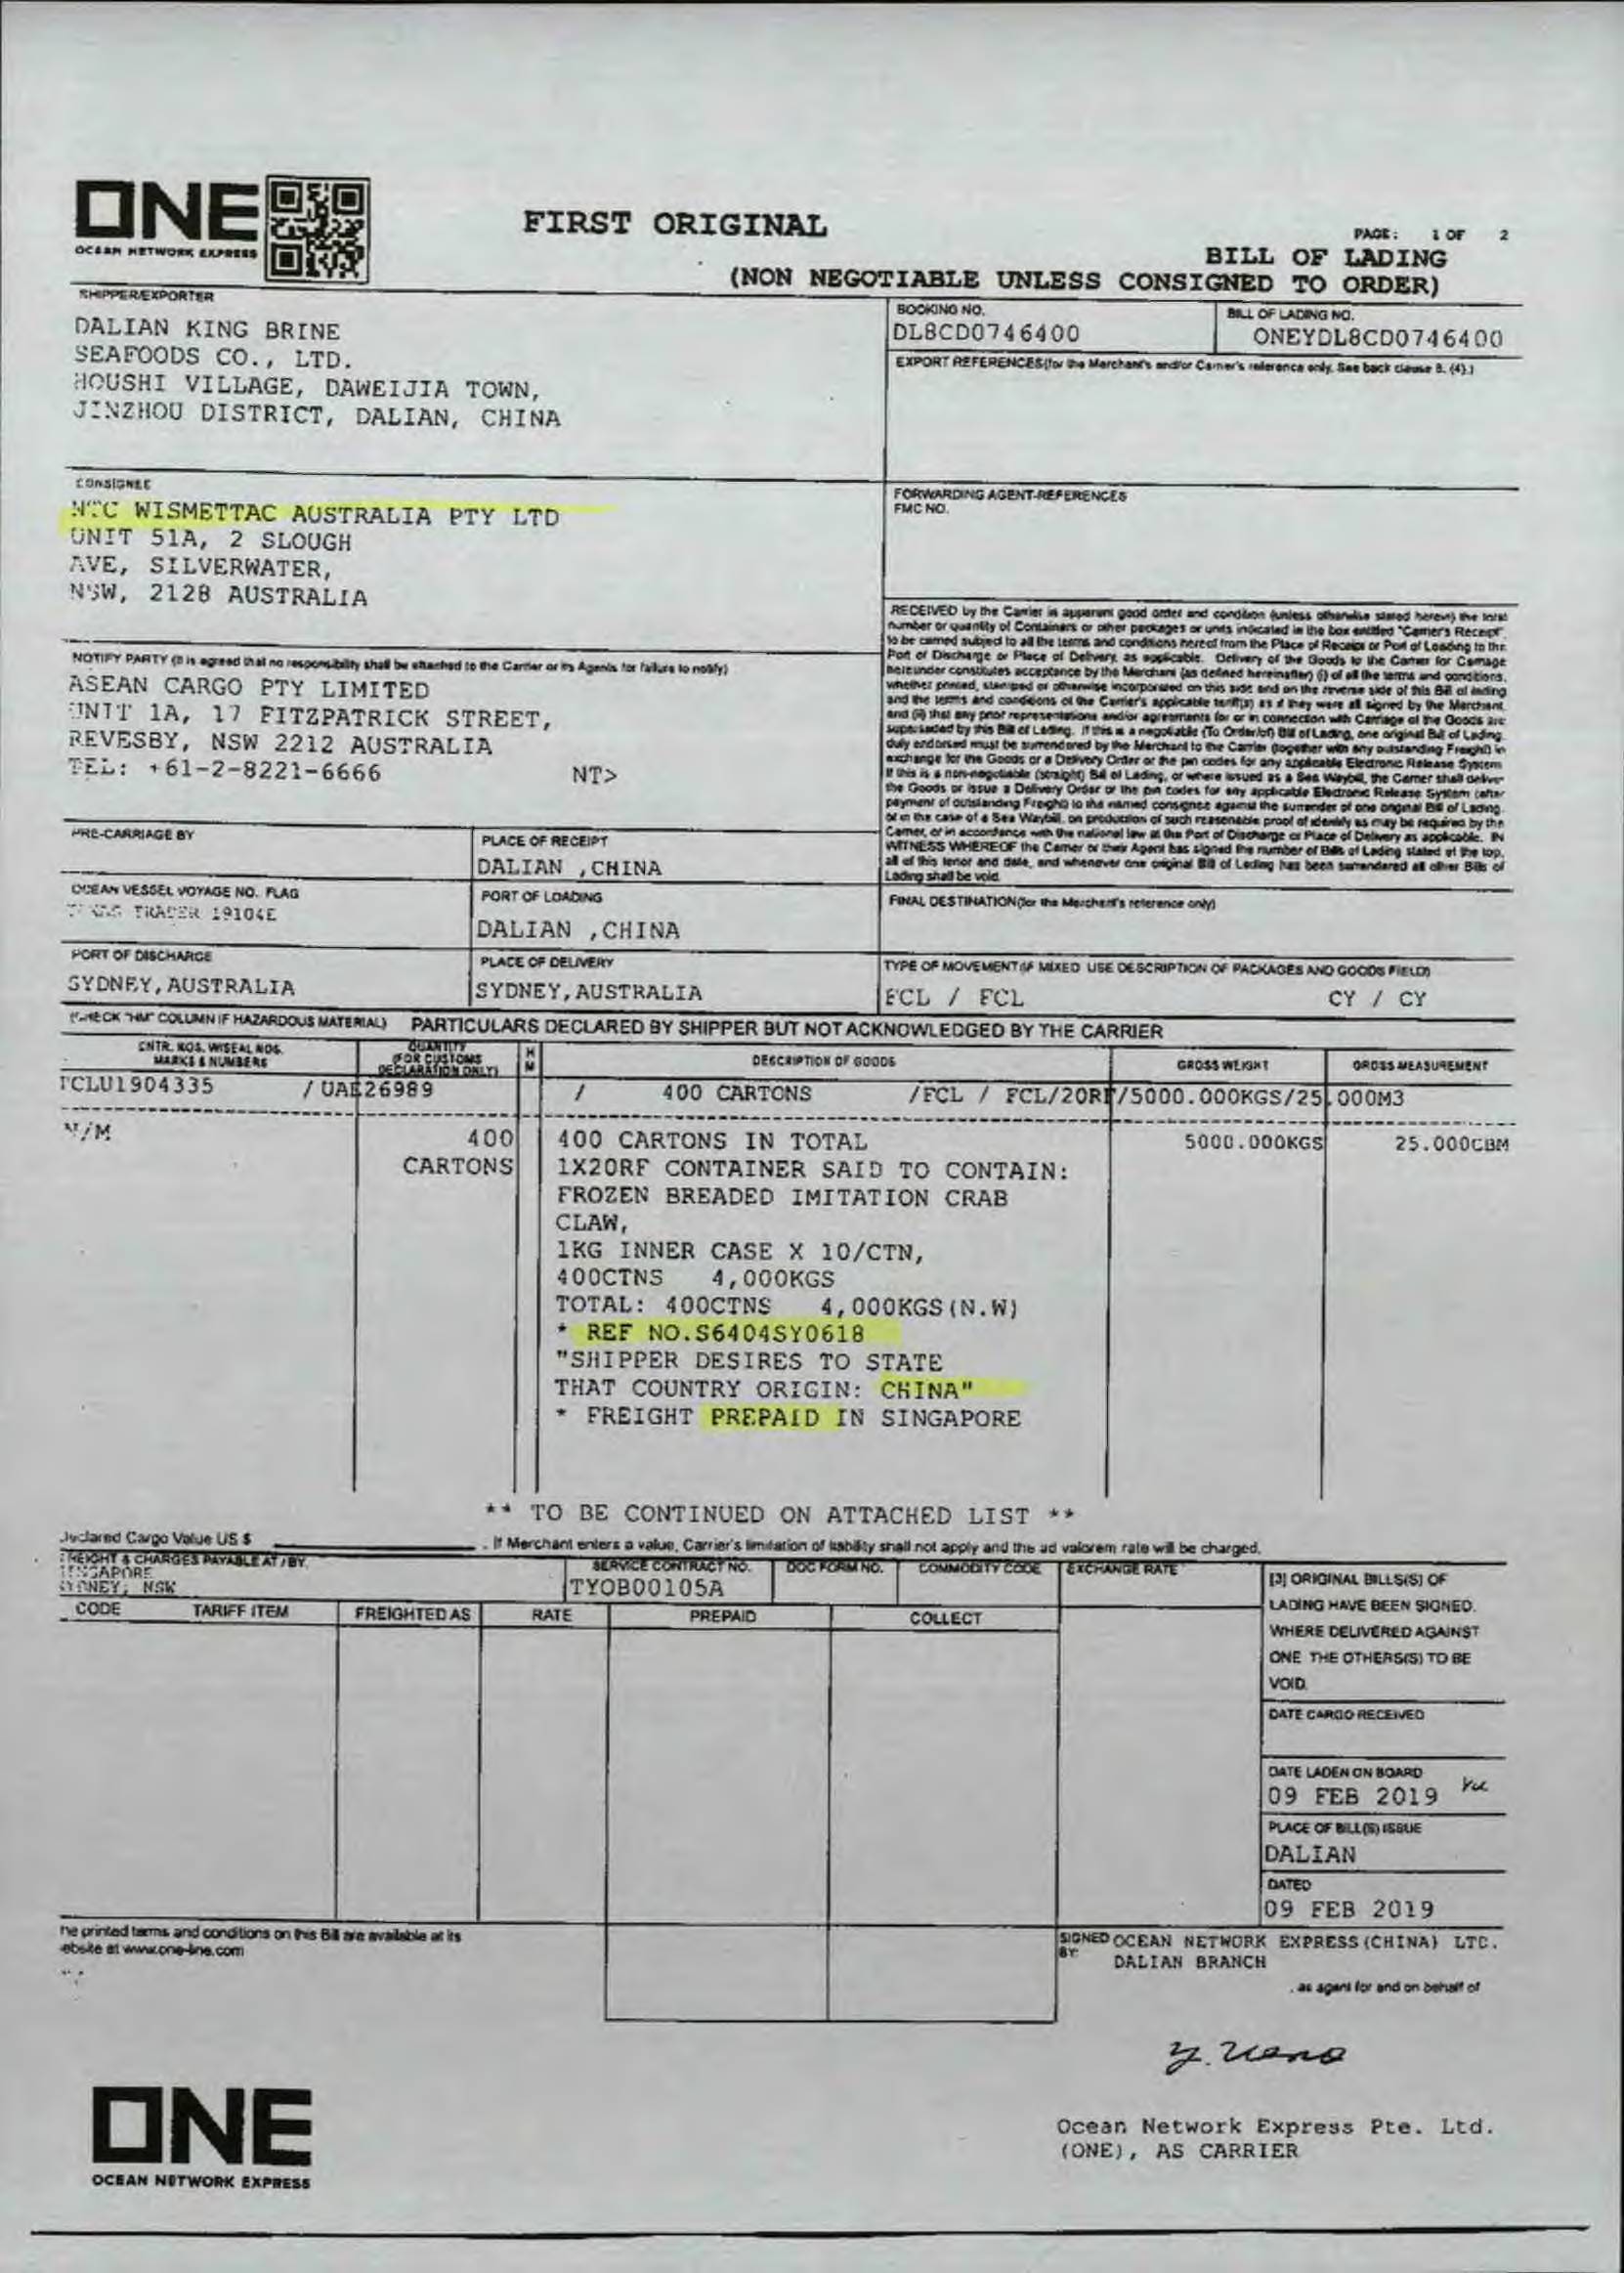 ONE
OCEAN NETWORK EXPRESS
FIRST ORIGINAL
PAGE: 1 OF 2
BILL OF LADING
(NON NEGOTIABLE UNLESS CONSIGNED TO ORDER)
SHIPPER/EXPORTER
DALIAN KING BRINE
SEAFOODS CO., LTD.
HOUSHI VILLAGE, DAWEIJIA TOWN,
JINZHOU DISTRICT, DALIAN, CHINA
BOOKING NO.
DL8CD0746400
BILL OF LADING NO.
ONEYDL8CD0746400
EXPORT REFERENCES(for the Merchant's and/or Carrier's reference only. See back clause 8. (4).)
CONSIGNEE
NTC WISMETTAC AUSTRALIA PTY LTD
UNIT 51A, 2 SLOUGH
AVE, SILVERWATER,
NSW, 2128 AUSTRALIA
FORWARDING AGENT-REFERENCES
FMC NO.
NOTIFY PARTY (It is agreed that no responsibility shall be attached to the Carrier or its Agents for failure to notify)
ASEAN CARGO PTY LIMITED
UNIT 1A, 17 FITZPATRICK STREET,
REVESBY, NSW 2212 AUSTRALIA
TEL: +61-2-8221-6666 NT>
RECEIVED by the Carrier in apparent good order and condition (unless otherwise stated herein) the total
number or quantity of Containers or other packages or units indicated in the box entitled "Carrier's Receipt"
to be carried subject to all the terms and conditions hereof from the Place of Receipt or Port of Loading to the
Port of Discharge or Place of Delivery, as applicable. Delivery of the Goods to the Carrier for Carriage
hereunder constitutes acceptance by the Merchant (as defined hereinafter) (i) of all the terms and conditions,
whether printed, stamped or otherwise incorporated on this side and on the reverse side of this Bill of lading
and the terms and conditions of the Carrier's applicable tariff(s) as if they were all signed by the Merchant,
and (ii) that any prior representations and/or agreements for or in connection with Carriage of the Goods are
superseded by this Bill of Lading. If this is a negotiable (To Order/of) Bill of Lading, one original Bill of Lading,
duly endorsed must be surrendered by the Merchant to the Carrier (together with any outstanding Freight) in
exchange for the Goods or a Delivery Order or the pin codes for any applicable Electronic Release System.
If this is a non-negotiable (straight) Bill of Lading, or where issued as a Sea Waybill, the Carrier shall deliver
the Goods or issue a Delivery Order or the pin codes for any applicable Electronic Release System (after
payment of outstanding Freight) to the named consignee against the surrender of one original Bill of Lading,
or in the case of a Sea Waybill, on production of such reasonable proof of identity as may be required by the
Carrier, or in accordance with the national law at the Port of Discharge or Place of Delivery as applicable. IN
WITNESS WHEREOF the Carrier or their Agent has signed the number of Bills of Lading stated at the top,
all of this tenor and date, and whenever one original Bill of Lading has been surrendered all other Bills of
Lading shall be void.
PRE-CARRIAGE BY
PLACE OF RECEIPT
DALIAN ,CHINA
OCEAN VESSEL VOYAGE NO. FLAG
TRADER 19104E
PORT OF LOADING
DALIAN ,CHINA
FINAL DESTINATION(for the Merchant's reference only)
PORT OF DISCHARGE
SYDNEY,AUSTRALIA
PLACE OF DELIVERY
SYDNEY,AUSTRALIA
TYPE OF MOVEMENT(IF MIXED USE DESCRIPTION OF PACKAGES AND GOODS FIELD)
FCL / FCL CY / CY
(CHECK "HM" COLUMN IF HAZARDOUS MATERIAL) PARTICULARS DECLARED BY SHIPPER BUT NOT ACKNOWLEDGED BY THE CARRIER
CNTR. NOS. W/SEAL NOS.
MARKS & NUMBERS
QUANTITY
(FOR CUSTOMS
DECLARATION ONLY)
H
M
DESCRIPTION OF GOODS
GROSS WEIGHT
GROSS MEASUREMENT
TCLU1904335 /UAE26989 / 400 CARTONS /FCL / FCL/20RF/5000.000KGS/25.000M3
N/M
400
CARTONS
400 CARTONS IN TOTAL
1X20RF CONTAINER SAID TO CONTAIN:
FROZEN BREADED IMITATION CRAB
CLAW,
1KG INNER CASE X 10/CTN,
400CTNS 4,000KGS
TOTAL: 400CTNS 4,000KGS(N.W)
* REF NO.S6404SY0618
"SHIPPER DESIRES TO STATE
THAT COUNTRY ORIGIN: CHINA"
* FREIGHT PREPAID IN SINGAPORE
5000.000KGS
25.000CBM
** TO BE CONTINUED ON ATTACHED LIST **
Declared Cargo Value US $ . If Merchant enters a value, Carrier's limitation of liability shall not apply and the ad valorem rate will be charged.
FREIGHT & CHARGES PAYABLE AT / BY.
SINGAPORE
SYDNEY, NSW
SERVICE CONTRACT NO.
TYOB00105A
DOC FORM NO.
COMMODITY CODE
EXCHANGE RATE
CODE
TARIFF ITEM
FREIGHTED AS
RATE
PREPAID
COLLECT
[3] ORIGINAL BILLS(S) OF
LADING HAVE BEEN SIGNED.
WHERE DELIVERED AGAINST
ONE THE OTHERS(S) TO BE
VOID.
DATE CARGO RECEIVED
DATE LADEN ON BOARD
09 FEB 2019
PLACE OF BILL(S) ISSUE
DALIAN
DATED
09 FEB 2019
he printed terms and conditions on this Bill are available at its
ebsite at www.one-line.com
SIGNED BY: OCEAN NETWORK EXPRESS(CHINA) LTD.
DALIAN BRANCH
, as agent for and on behalf of
Y. Ueno
Ocean Network Express Pte. Ltd.
(ONE), AS CARRIER
ONE
OCEAN NETWORK EXPRESS